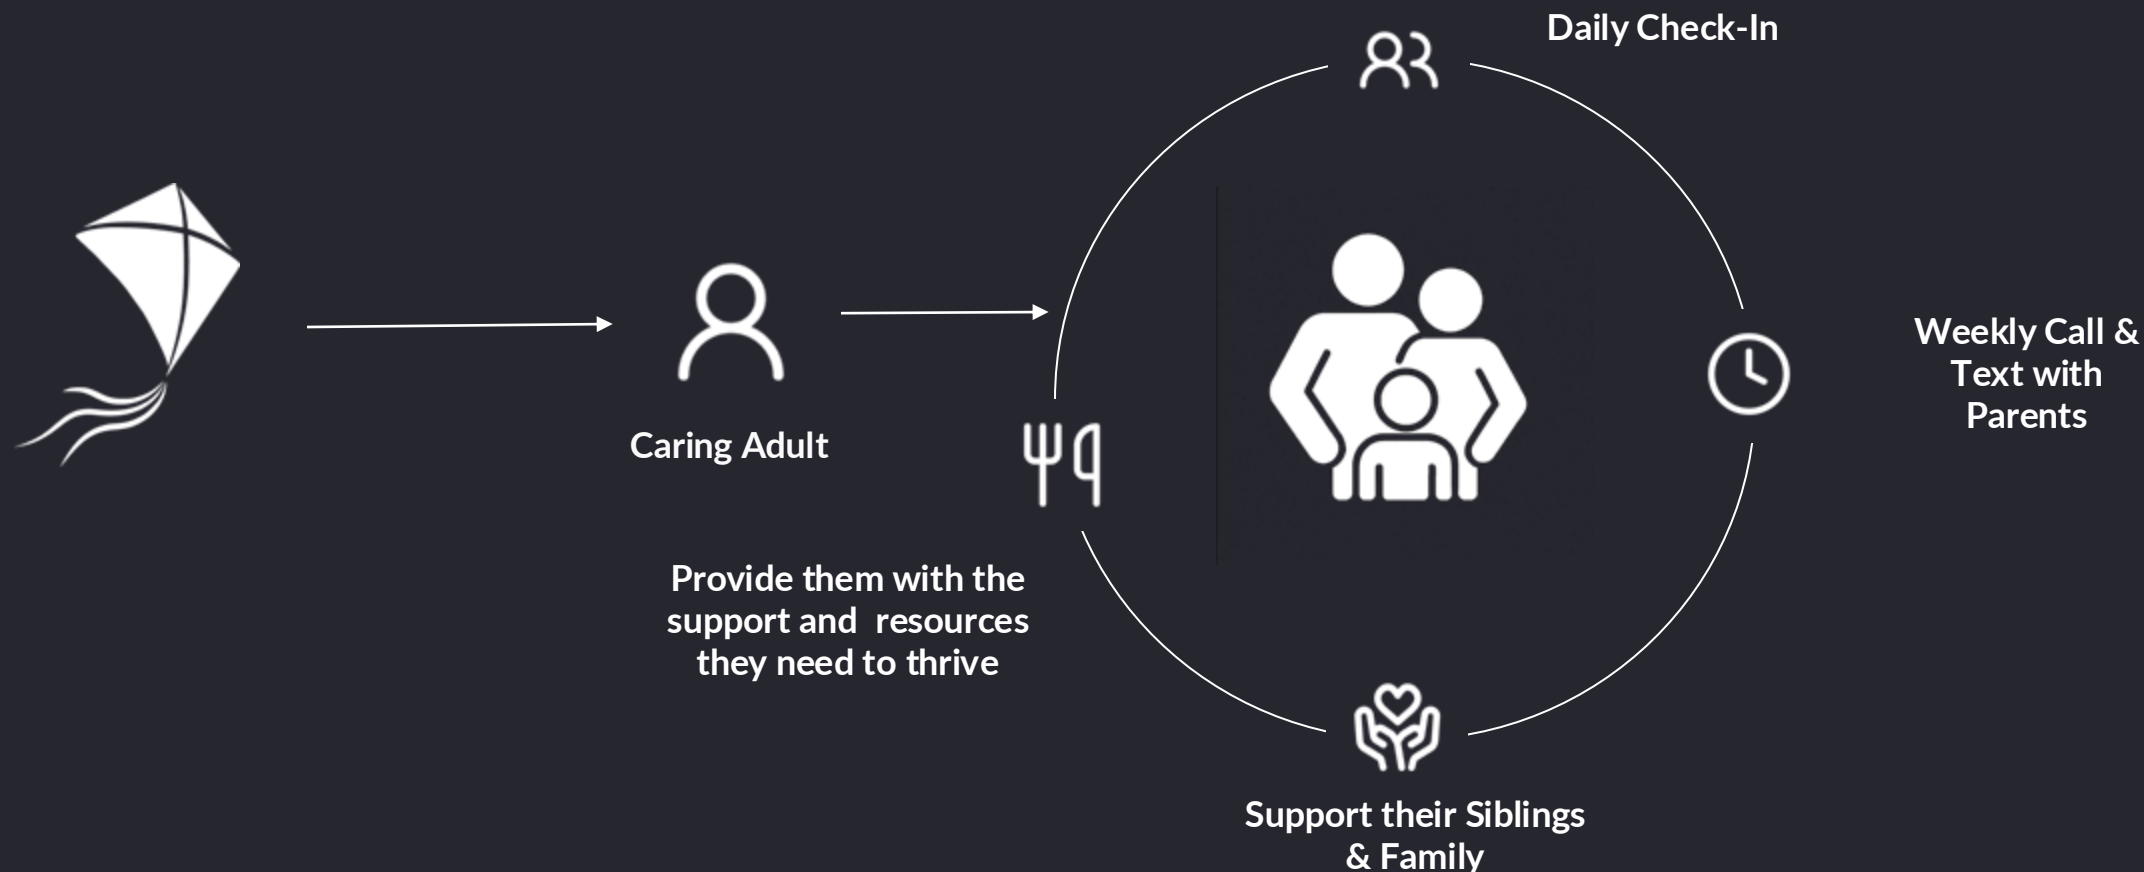 Daily Check-In
Weekly Call &
Text with
Parents
Caring Adult
Provide them with the
support and  resources
they need to thrive
Support their Siblings
& Family